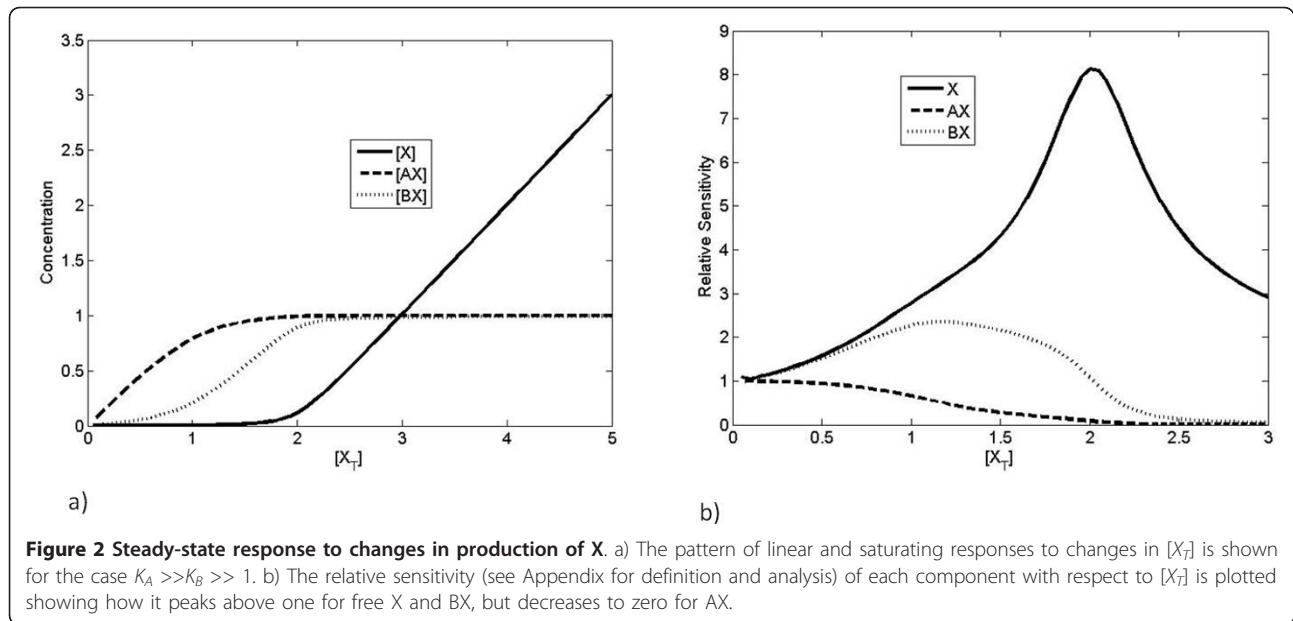 3.5
3
2.5
2
1.5
1
0.5
0
Concentration
[X]
[AX]
[BX]
0 1 2 3 4 5
[X_T]
a)
9
8
7
6
5
4
3
2
1
0
Relative Sensitivity
X
AX
BX
0 0.5 1 1.5 2 2.5 3
[X_T]
b)
Figure 2 Steady-state response to changes in production of X. a) The pattern of linear and saturating responses to changes in [X_T] is shown
for the case K_A >>K_B >> 1. b) The relative sensitivity (see Appendix for definition and analysis) of each component with respect to [X_T] is plotted
showing how it peaks above one for free X and BX, but decreases to zero for AX.